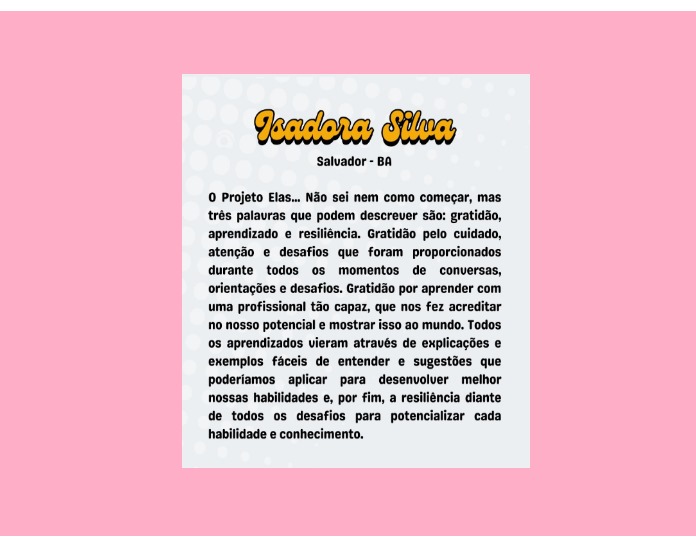 Isadora Silva
Salvador - BA
O Projeto Elas... Não sei nem como começar, mas
três palavras que podem descrever são: gratidão,
aprendizado e resiliência. Gratidão pelo cuidado,
atenção e desafios que foram proporcionados
durante todos os momentos de conversas,
orientações e desafios. Gratidão por aprender com
uma profissional tão capaz, que nos fez acreditar
no nosso potencial e mostrar isso ao mundo. Todos
os aprendizados vieram através de explicações e
exemplos fáceis de entender e sugestões que
poderíamos aplicar para desenvolver melhor
nossas habilidades e, por fim, a resiliência diante
de todos os desafios para potencializar cada
habilidade e conhecimento.